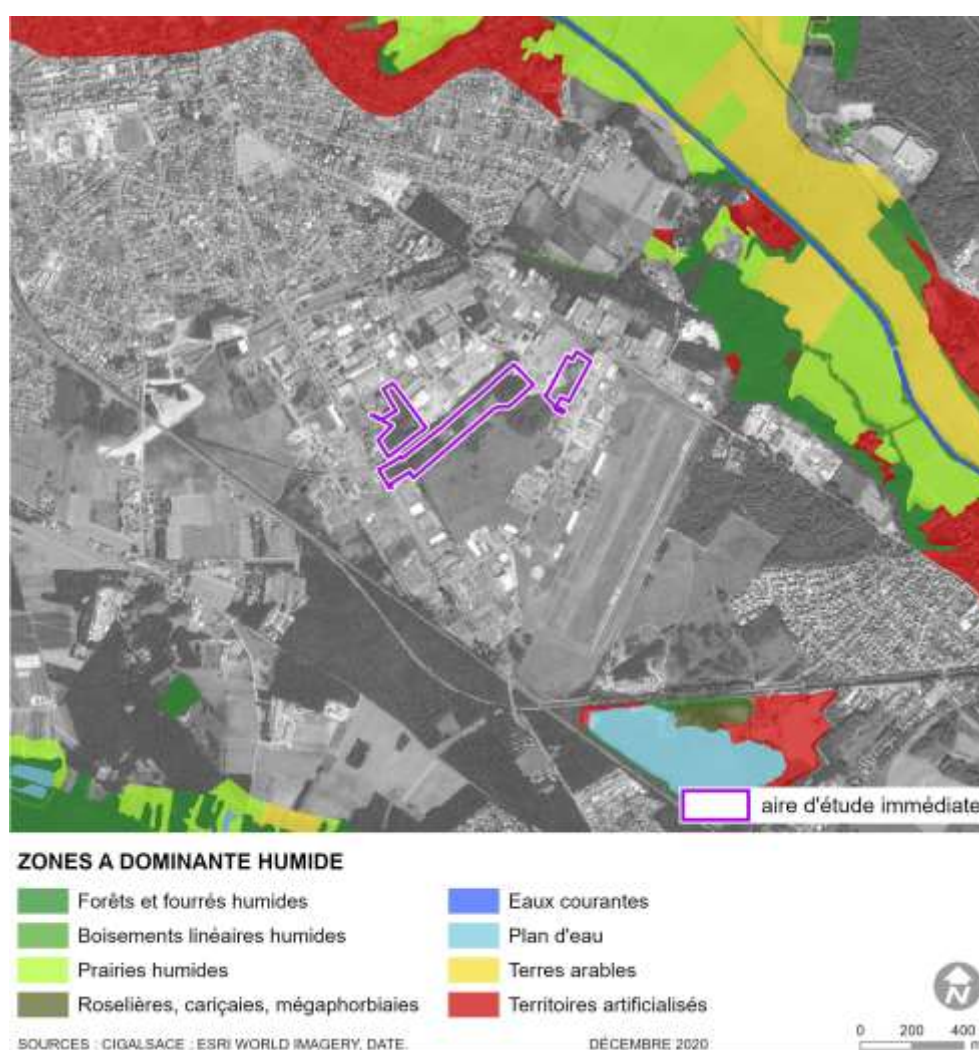 aire d'étude immédiate
ZONES A DOMINANTE HUMIDE
Forêts et fourrés humides
Boisements linéaires humides
Prairies humides
Roselières, cariçaies, mégaphorbiaies
Eaux courantes
Plan d'eau
Terres arables
Territoires artificialisés
N
0 200 400
SOURCES : CIGALSACE ; ESRI WORLD IMAGERY, DATE.
DÉCEMBRE 2020